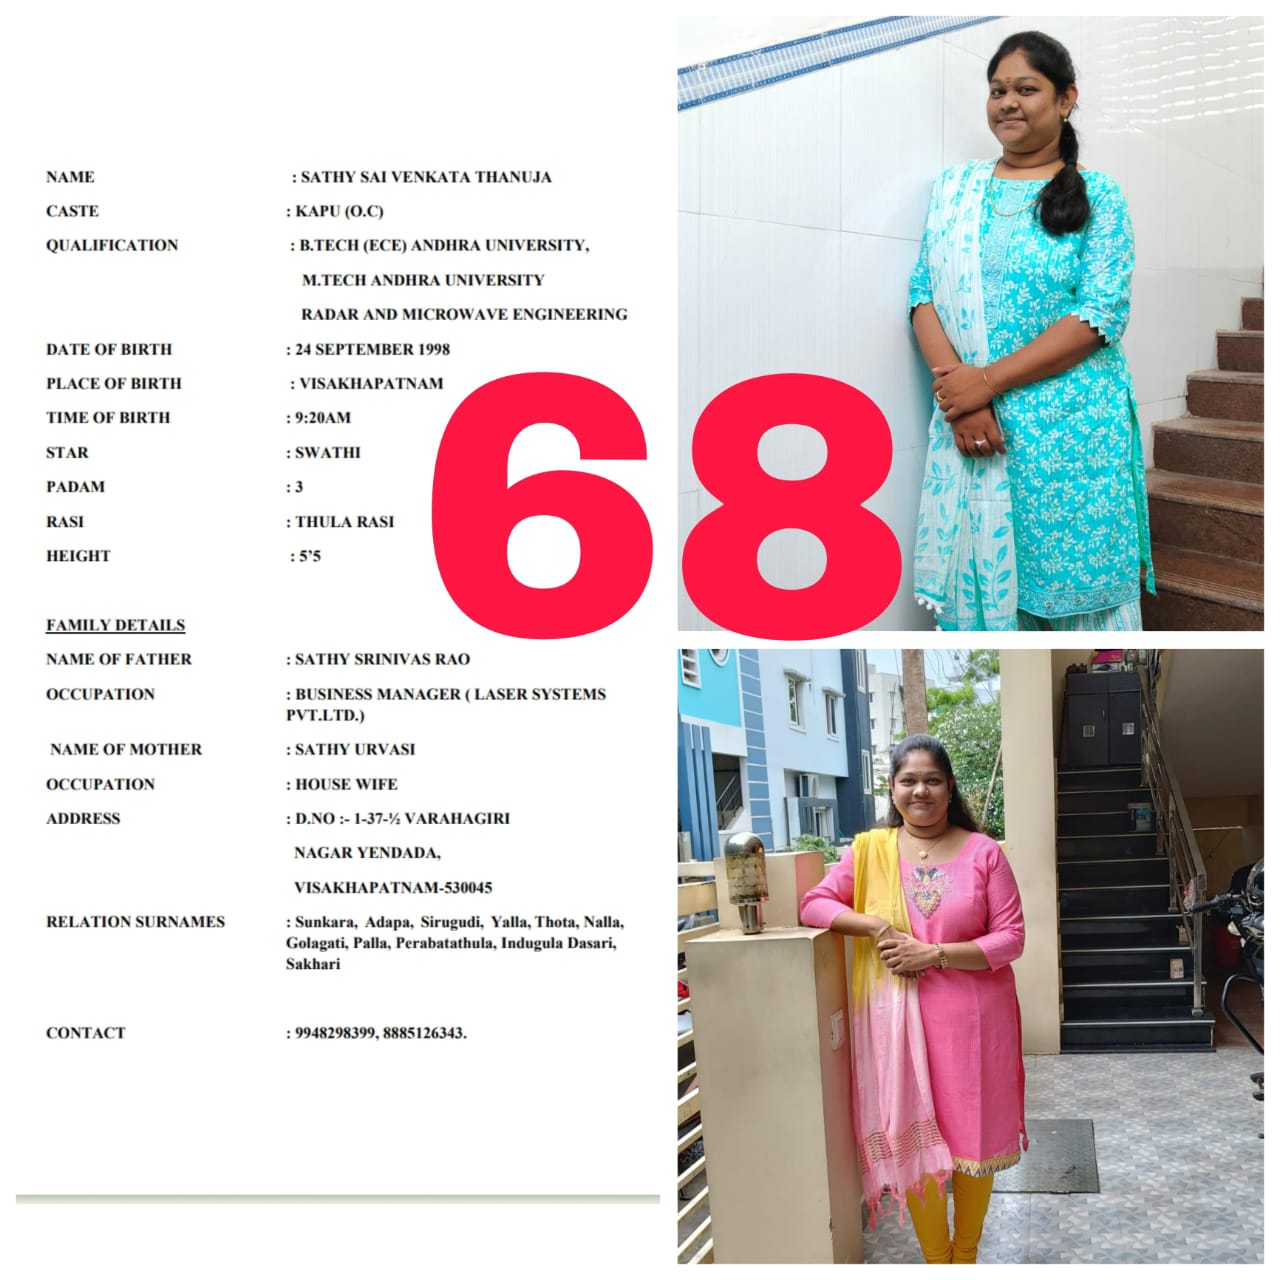 NAME : SATHY SAI VENKATA THANUJA
CASTE : KAPU (O.C)
QUALIFICATION : B.TECH (ECE) ANDHRA UNIVERSITY,
M.TECH ANDHRA UNIVERSITY
RADAR AND MICROWAVE ENGINEERING
DATE OF BIRTH : 24 SEPTEMBER 1998
PLACE OF BIRTH : VISAKHAPATNAM
TIME OF BIRTH : 9:20AM
STAR : SWATHI
PADAM : 3
RASI : THULA RASI
HEIGHT : 5’5
68
FAMILY DETAILS
NAME OF FATHER : SATHY SRINIVAS RAO
OCCUPATION : BUSINESS MANAGER ( LASER SYSTEMS
PVT.LTD.)
NAME OF MOTHER : SATHY URVASI
OCCUPATION : HOUSE WIFE
ADDRESS : D.NO :- 1-37-½ VARAHAGIRI
NAGAR YENDADA,
VISAKHAPATNAM-530045
RELATION SURNAMES : Sunkara, Adapa, Sirugudi, Yalla, Thota, Nalla,
Golagati, Palla, Perabatathula, Indugula Dasari,
Sakhari
CONTACT : 9948298399, 8885126343.